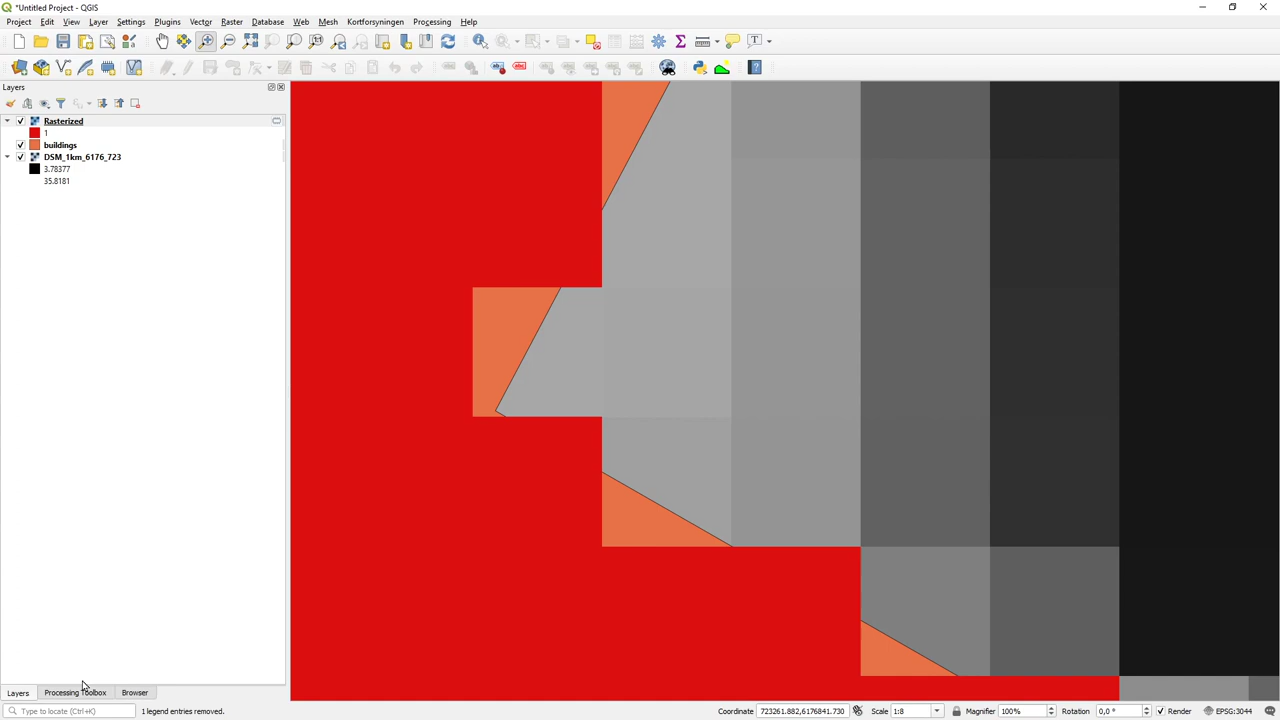 *Untitled Project - QGIS
Project Edit View Layer Settings Plugins Vector Raster Database Web Mesh Kortforsyningen Processing Help
Layers
Rasterized
1
buildings
DSM_1km_6176_723
3.78377
35.8181
Layers Processing Toolbox Browser
Type to locate (Ctrl+K) 1 legend entries removed. Coordinate 723261.882,6176841.730 Scale 1:8 Magnifier 100% Rotation 0,0 ° Render EPSG:3044